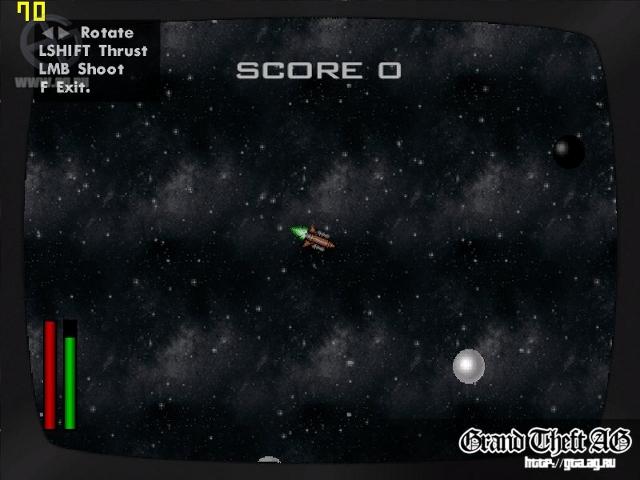 70
Rotate
LSHIFT Thrust
LMB Shoot
F Exit.
SCORE 0
Grand Theft AG
http://gta.ag.ru